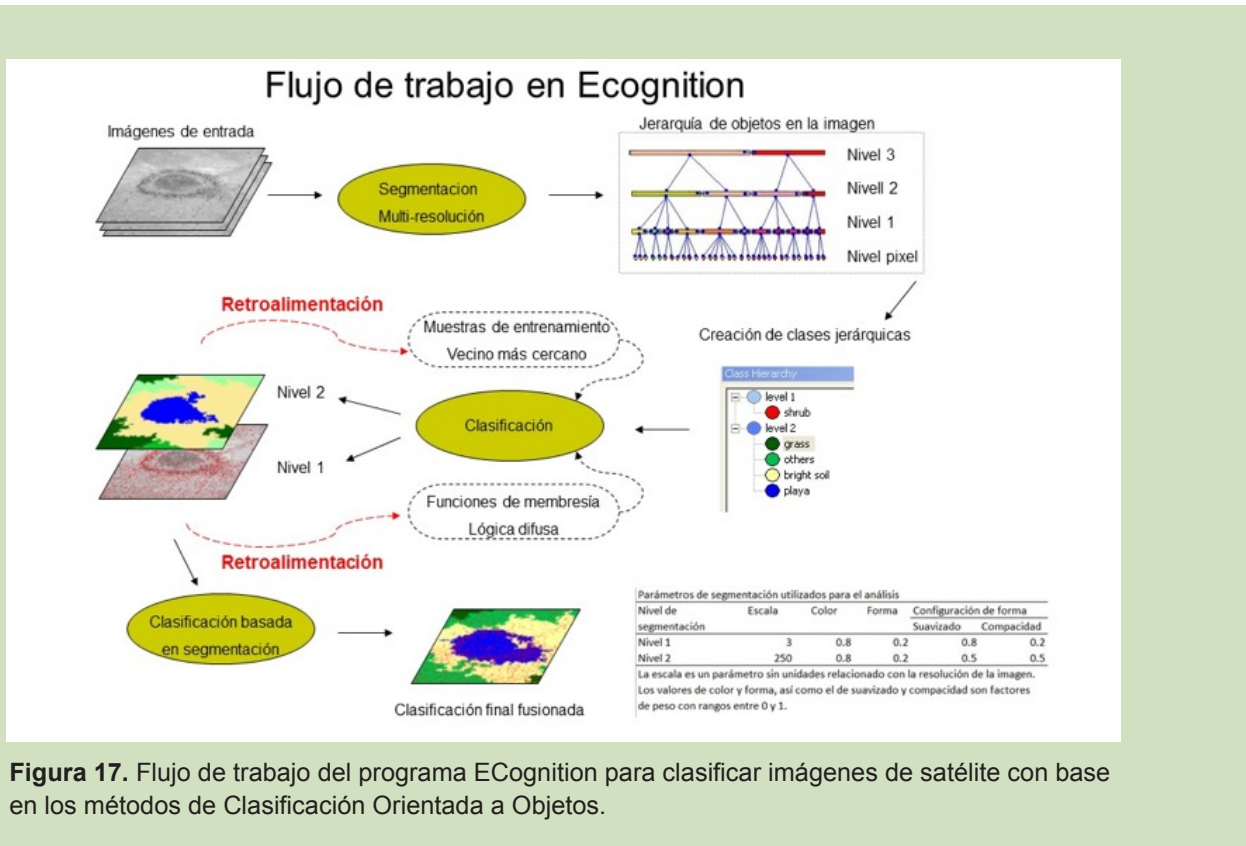 Flujo de trabajo en Ecognition
Imágenes de entrada
Segmentacion
Multi-resolución
Jerarquía de objetos en la imagen
Nivel 3
Nivell 2
Nivel 1
Nivel pixel
Retroalimentación
Muestras de entrenamiento
Vecino más cercano
Creación de clases jerárquicas
Class Hierarchy
level 1
shrub
level 2
grass
others
bright soil
playa
Nivel 2
Clasificación
Nivel 1
Funciones de membresía
Lógica difusa
Retroalimentación
Clasificación basada
en segmentación
Clasificación final fusionada
Parámetros de segmentación utilizados para el análisis
Nivel de Escala Color Forma Configuración de forma
segmentación Suavizado Compacidad
Nivel 1 3 0.8 0.2 0.8 0.2
Nivel 2 250 0.8 0.2 0.5 0.5
La escala es un parámetro sin unidades relacionado con la resolución de la imagen.
Los valores de color y forma, así como el de suavizado y compacidad son factores
de peso con rangos entre 0 y 1.
Figura 17. Flujo de trabajo del programa ECognition para clasificar imágenes de satélite con base
en los métodos de Clasificación Orientada a Objetos.